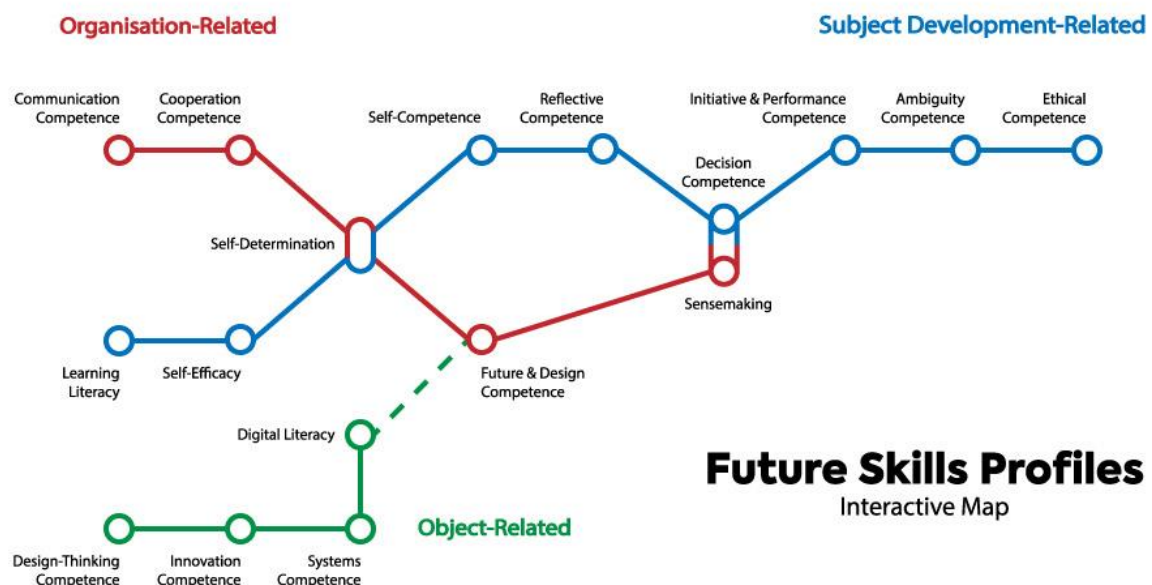 Organisation-Related
Subject Development-Related
Communication
Competence
Cooperation
Competence
Self-Competence
Reflective
Competence
Initiative & Performance
Competence
Ambiguity
Competence
Ethical
Competence
Decision
Competence
Self-Determination
Sensemaking
Learning
Literacy
Self-Efficacy
Future & Design
Competence
Digital Literacy
Future Skills Profiles
Interactive Map
Object-Related
Design-Thinking
Competence
Innovation
Competence
Systems
Competence